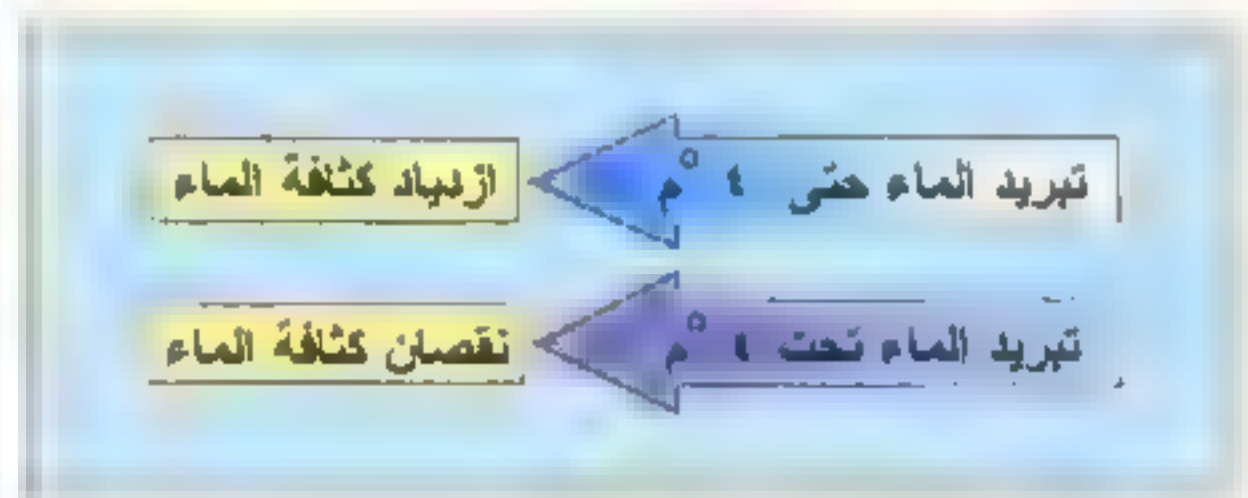 تبريد الماء حتى ٤ °م ازدياد كثافة الماء
تبريد الماء تحت ٤ °م نقصان كثافة الماء